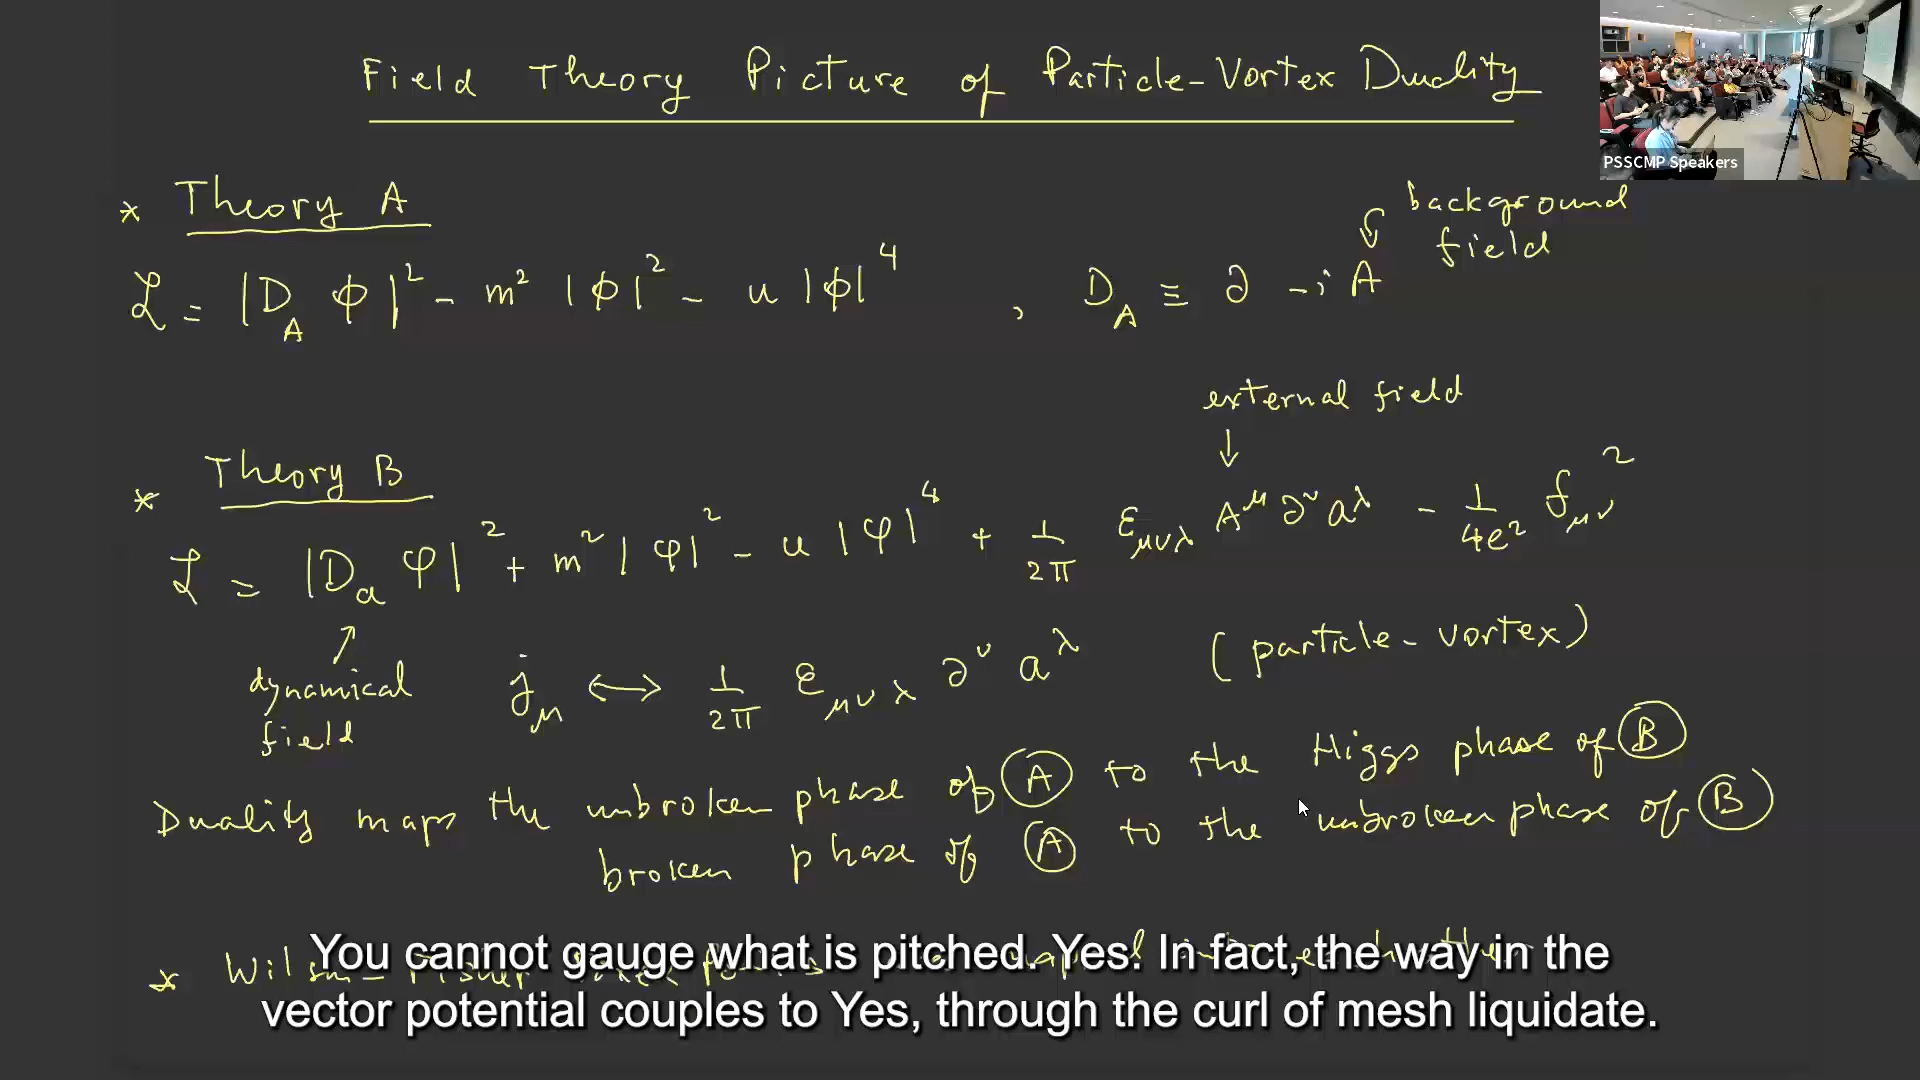 Field Theory Picture of Particle-Vortex Duality
PSSCMP Speakers
* Theory A
background field
ℒ = |D_A ϕ|² - m² |ϕ|² - u |ϕ|⁴ , D_A ≡ ∂ - i A
external field
* Theory B
ℒ = |D_a φ|² + m² |φ|² - u |φ|⁴ + 1/2π ε_μνλ A^μ ∂^ν a^λ - 1/4e² f_μν²
dynamical field
j_μ ⟷ 1/2π ε_μνλ ∂^ν a^λ (particle-vortex)
Duality maps the unbroken phase of Ⓐ to the Higgs phase of Ⓑ
broken phase of Ⓐ to the unbroken phase of Ⓑ
* Wilson-Fisher
You cannot gauge what is pitched. Yes! In fact, the way in the
vector potential couples to Yes, through the curl of mesh liquidate.